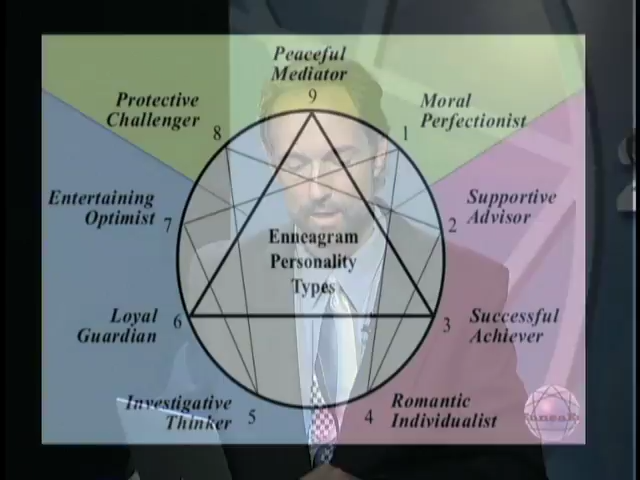 Peaceful
Mediator
9
Protective
Challenger
8
Moral
Perfectionist
1
Entertaining
Optimist
7
Supportive
Advisor
2
Enneagram
Personality
Types
Loyal
Guardian
6
Successful
Achiever
3
Investigative
Thinker
5
Romantic
Individualist
4